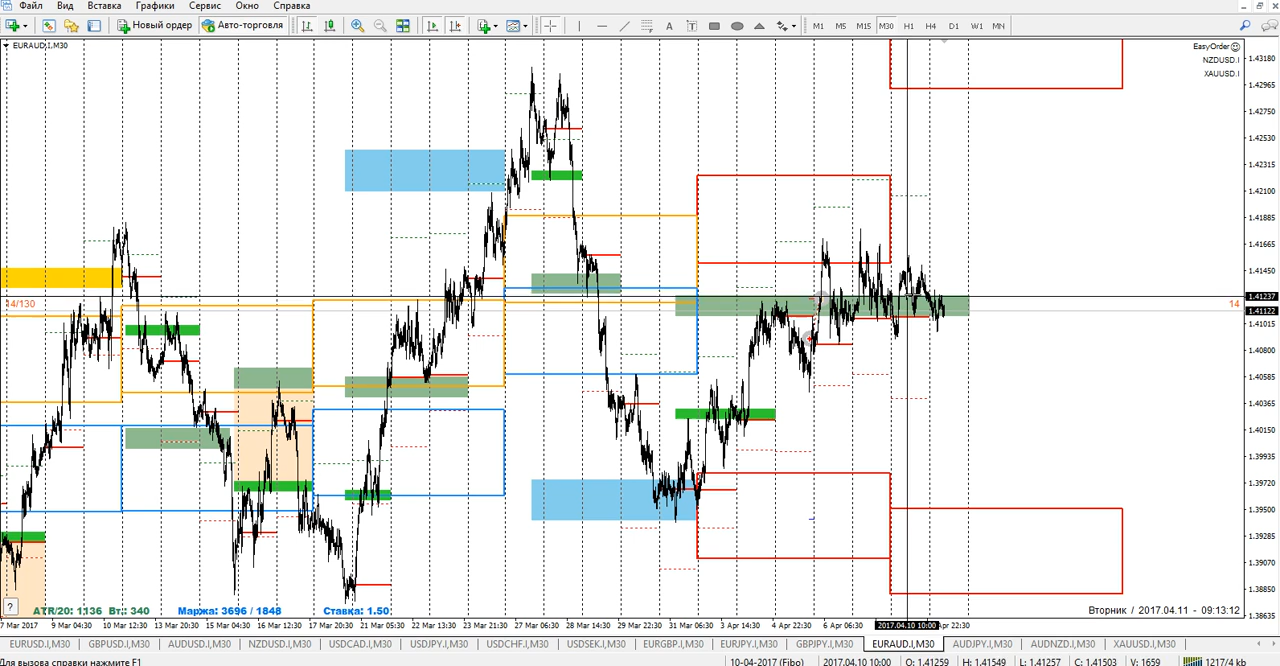 Файл Вид Вставка Графики Сервис Окно Справка
Новый ордер Авто-торговля A T M1 M5 M15 M30 H1 H4 D1 W1 MN
EURAUD.I,M30
EasyOrder
NZDUSD.I
XAUUSD.I
1.43180
1.42965
1.42750
1.42530
1.42315
1.42100
1.41885
1.41665
1.41450
14/130
14
1.41237
1.41122
1.41015
1.40800
1.40585
1.40365
1.40150
1.39935
1.39720
1.39500
1.39285
1.39070
1.38850
1.38635
?
ATR/20: 1136 Вт.: 340 Маржа: 3696 / 1848 Ставка: 1.50
Вторник / 2017.04.11 - 09:13:12
7 Mar 2017 9 Mar 04:30 10 Mar 12:30 13 Mar 20:30 15 Mar 04:30 16 Mar 12:30 17 Mar 20:30 21 Mar 05:30 22 Mar 13:30 23 Mar 21:30 27 Mar 06:30 28 Mar 14:30 29 Mar 22:30 31 Mar 06:30 3 Apr 14:30 4 Apr 22:30 6 Apr 06:30 2017.04.10 10:00 Apr 22:30
EURUSD.I,M30 GBPUSD.I,M30 AUDUSD.I,M30 NZDUSD.I,M30 USDCAD.I,M30 USDJPY.I,M30 USDCHF.I,M30 USDSEK.I,M30 EURGBP.I,M30 EURJPY.I,M30 GBPJPY.I,M30 EURAUD.I,M30 AUDJPY.I,M30 AUDNZD.I,M30 XAUUSD.I,M30
Для вызова справки нажмите F1 10-04-2017 (Fibo) 2017.04.10 10:00 O: 1.41259 H: 1.41549 L: 1.41257 C: 1.41503 V: 1659 1217/4 kb